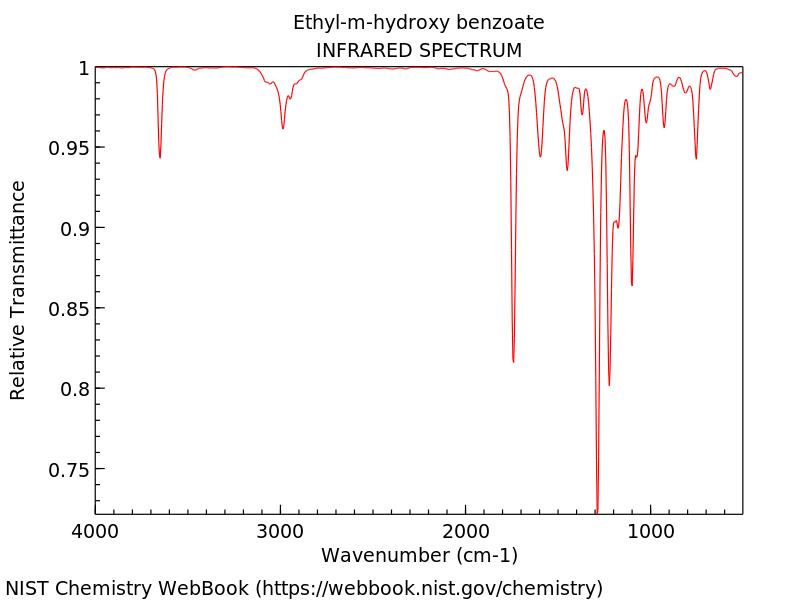 Ethyl-m-hydroxy benzoate
INFRARED SPECTRUM
1
0.95
0.9
0.85
0.8
0.75
Relative Transmittance
4000 3000 2000 1000
Wavenumber (cm-1)
NIST Chemistry WebBook (https://webbook.nist.gov/chemistry)